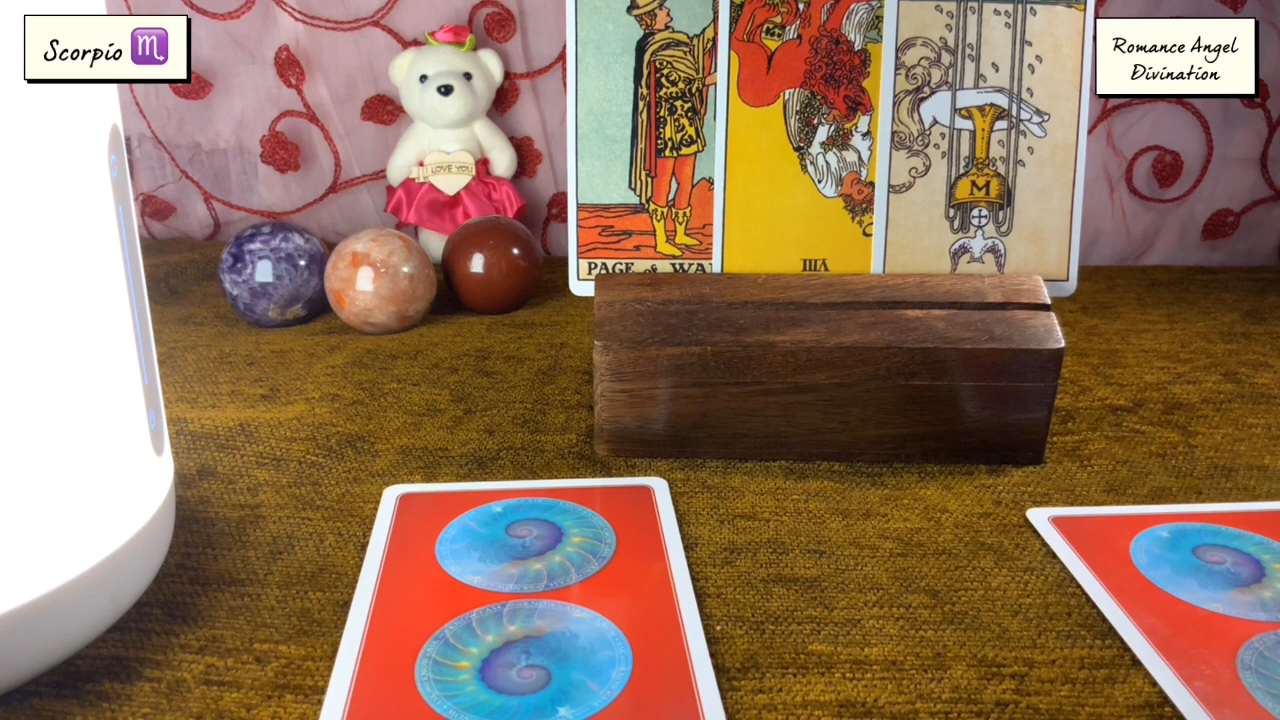 Scorpio ♏
Romance Angel
Divination
I LOVE YOU
PAGE of WA
VIII
M